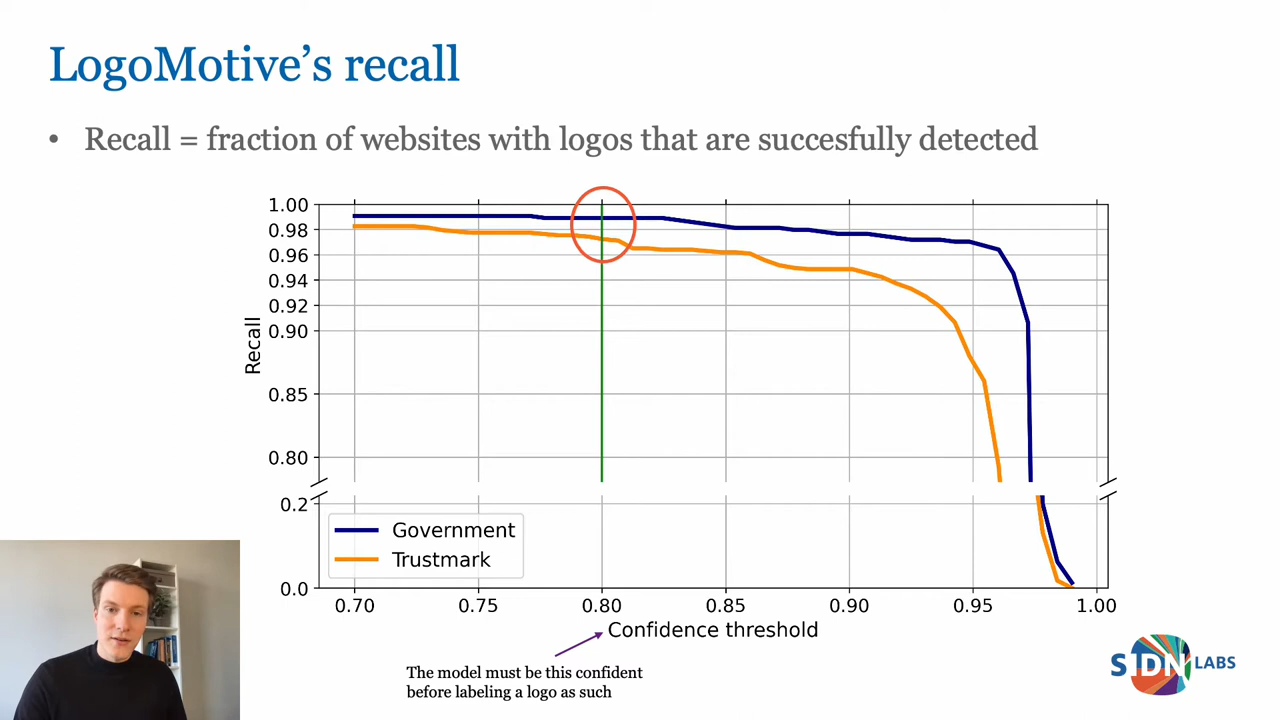 LogoMotive’s recall
• Recall = fraction of websites with logos that are succesfully detected
1.00
0.98
0.96
0.94
0.92
0.90
0.85
0.80
0.2
0.0
Recall
Government
Trustmark
0.70 0.75 0.80 0.85 0.90 0.95 1.00
Confidence threshold
The model must be this confident
before labeling a logo as such
SIDN LABS